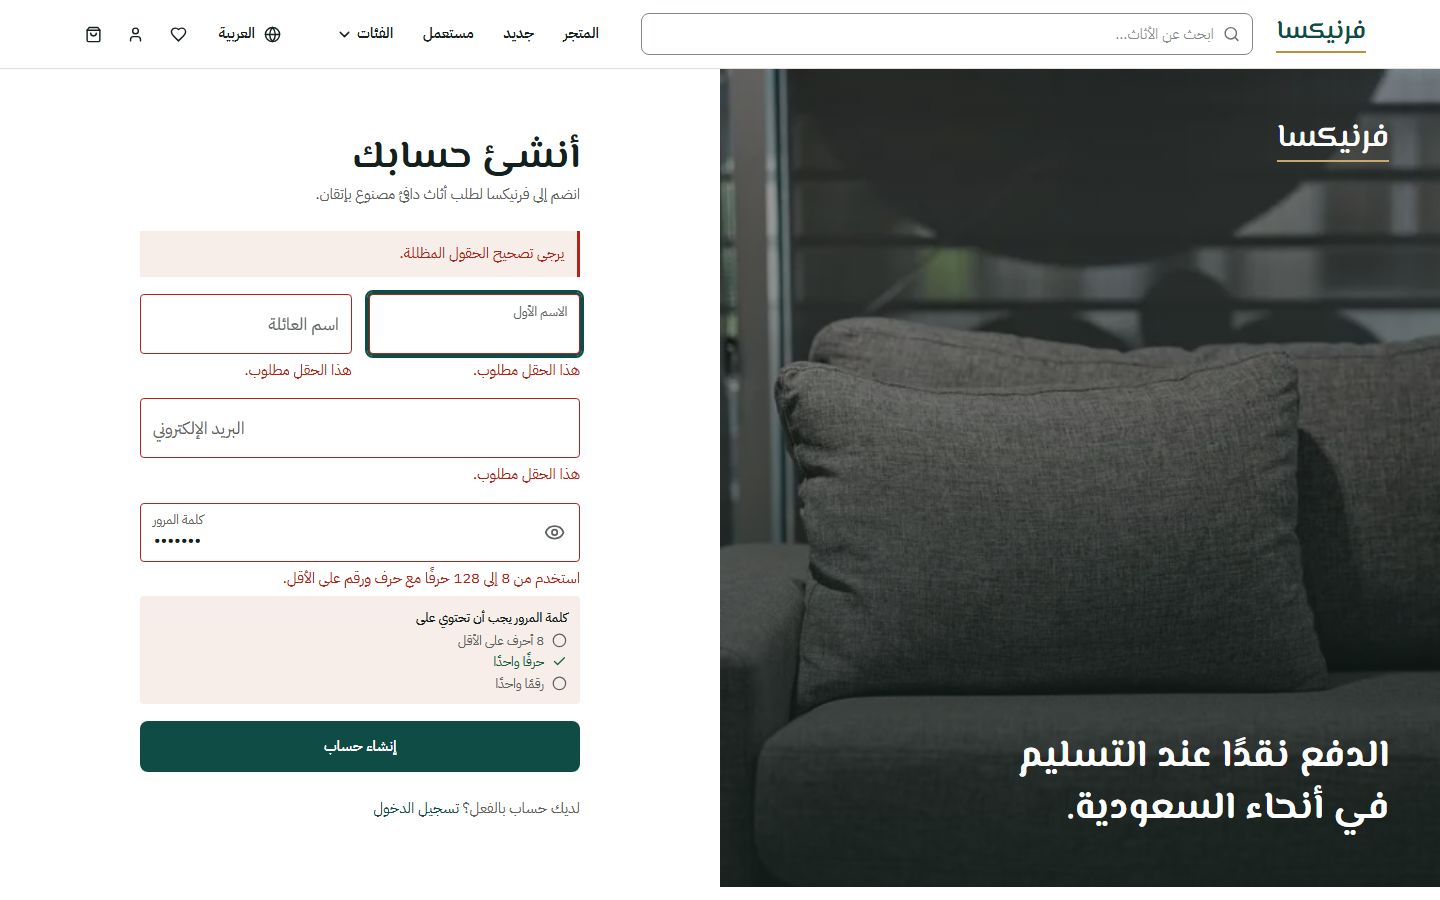 فرنيكسا
ابحث عن الأثاث...
المتجر
جديد
مستعمل
الفئات
العربية
فرنيكسا
الدفع نقدًا عند التسليم
في أنحاء السعودية.
أنشئ حسابك
انضم إلى فرنيكسا لطلب أثاث دافئ مصنوع بإتقان.
يرجى تصحيح الحقول المظللة.
الاسم الأول
اسم العائلة
هذا الحقل مطلوب.
هذا الحقل مطلوب.
البريد الإلكتروني
هذا الحقل مطلوب.
كلمة المرور
•••••••
استخدم من 8 إلى 128 حرفًا مع حرف ورقم على الأقل.
كلمة المرور يجب أن تحتوي على
8 أحرف على الأقل
حرفًا واحدًا
رقمًا واحدًا
إنشاء حساب
لديك حساب بالفعل؟ تسجيل الدخول